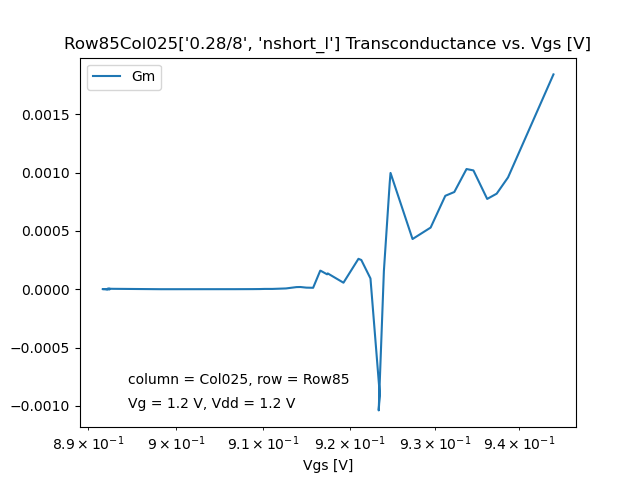 Row85Col025['0.28/8', 'nshort_l'] Transconductance vs. Vgs [V]
Gm
0.0015
0.0010
0.0005
0.0000
−0.0005
−0.0010
column = Col025, row = Row85
Vg = 1.2 V, Vdd = 1.2 V
8.9 × 10⁻¹ 9 × 10⁻¹ 9.1 × 10⁻¹ 9.2 × 10⁻¹ 9.3 × 10⁻¹ 9.4 × 10⁻¹
Vgs [V]